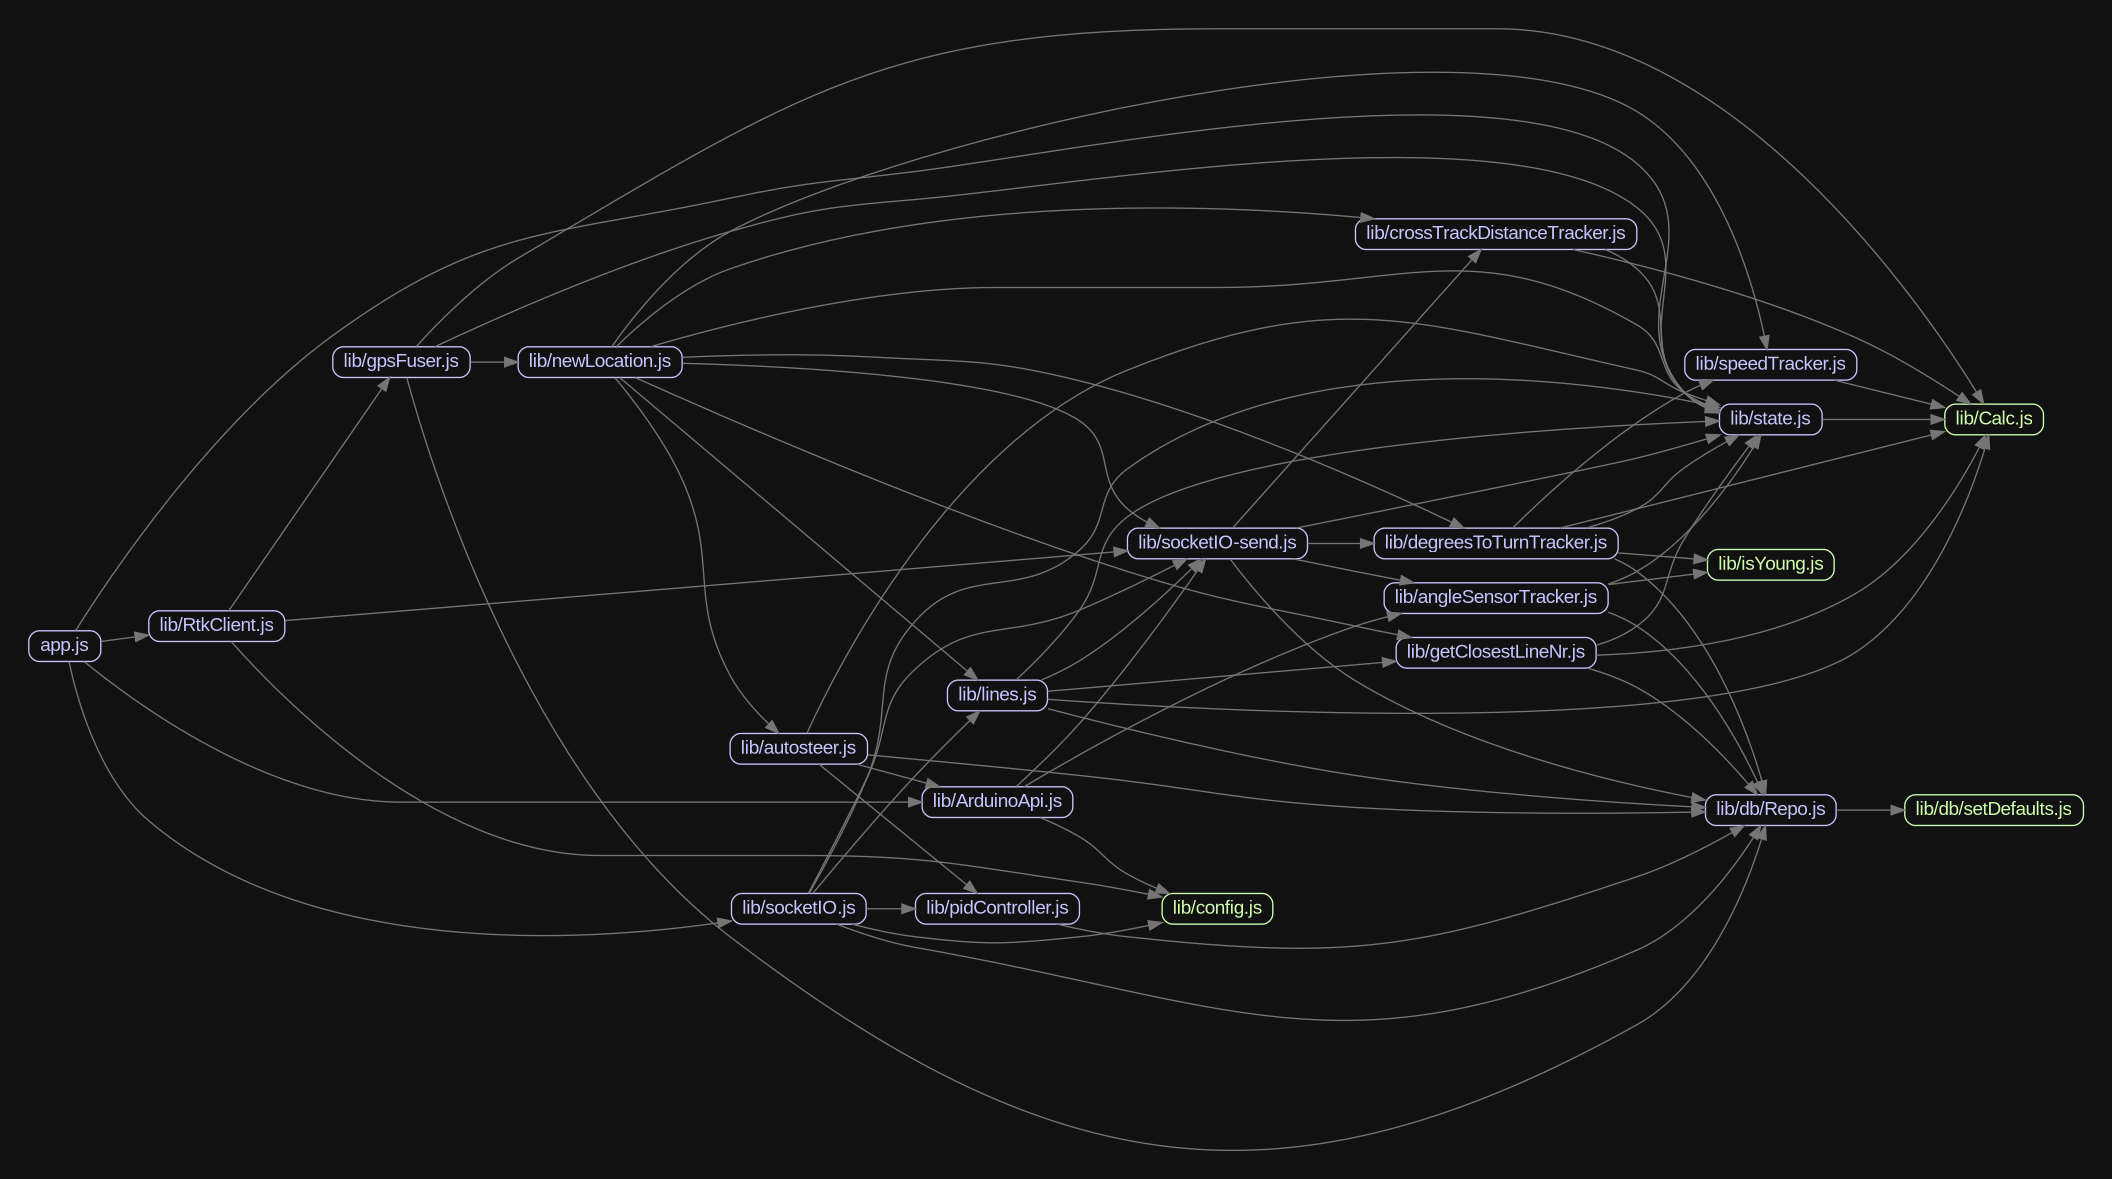 lib/crossTrackDistanceTracker.js
lib/gpsFuser.js
lib/newLocation.js
lib/speedTracker.js
lib/state.js
lib/Calc.js
lib/socketIO-send.js
lib/degreesToTurnTracker.js
lib/isYoung.js
lib/angleSensorTracker.js
lib/RtkClient.js
app.js
lib/getClosestLineNr.js
lib/lines.js
lib/autosteer.js
lib/ArduinoApi.js
lib/db/Repo.js
lib/db/setDefaults.js
lib/socketIO.js
lib/pidController.js
lib/config.js